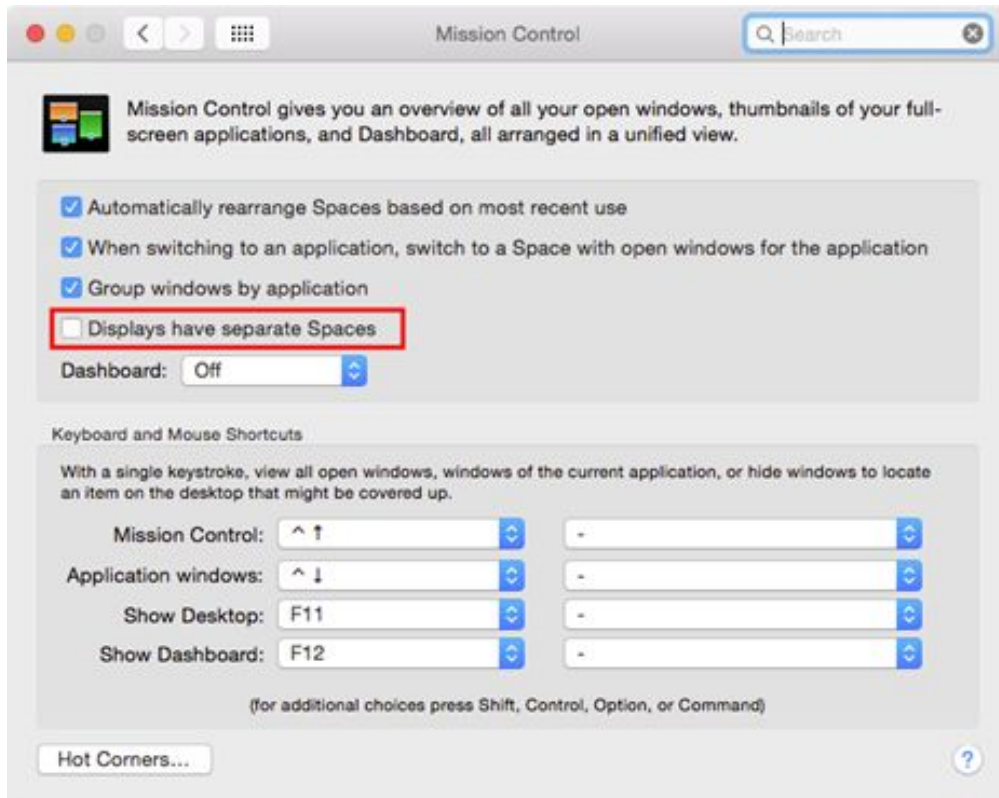 Mission Control
Search
Mission Control gives you an overview of all your open windows, thumbnails of your full-
screen applications, and Dashboard, all arranged in a unified view.
Automatically rearrange Spaces based on most recent use
When switching to an application, switch to a Space with open windows for the application
Group windows by application
Displays have separate Spaces
Dashboard: Off
Keyboard and Mouse Shortcuts
With a single keystroke, view all open windows, windows of the current application, or hide windows to locate
an item on the desktop that might be covered up.
Mission Control: ^ ↑ -
Application windows: ^ ↓ -
Show Desktop: F11 -
Show Dashboard: F12 -
(for additional choices press Shift, Control, Option, or Command)
Hot Corners...
?